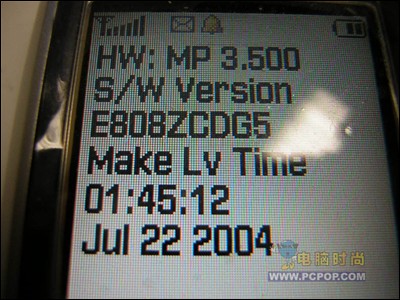 HW: MP 3.500
S/W Version
E808ZCDG5
Make Lv Time
01:45:12
Jul 22 2004
电脑时尚
WWW.PCPOP.COM